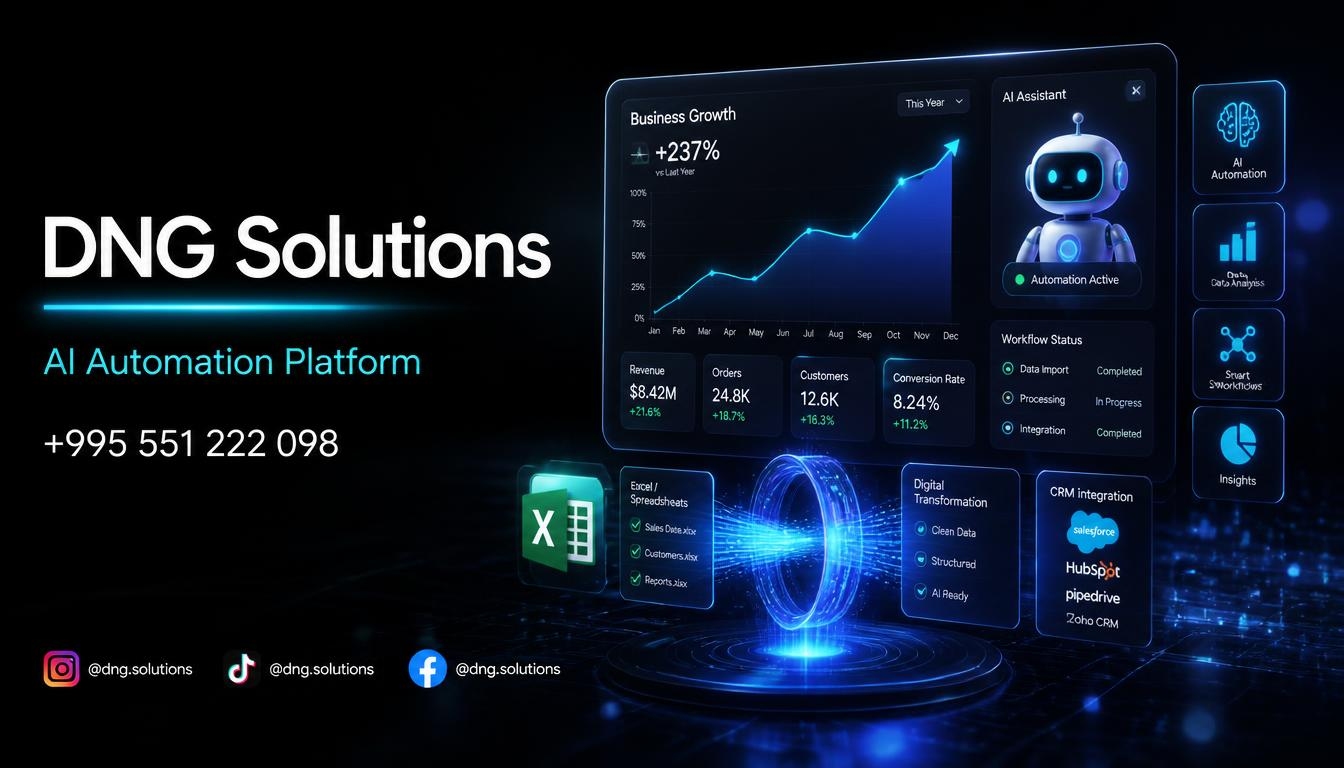 DNG Solutions
AI Automation Platform
+995 551 222 098
@dng.solutions
@dng.solutions
@dng.solutions
Business Growth
This Year
+237%
vs Last Year
100%
75%
50%
25%
0%
Jan Feb Mar Apr May Jun Jul Aug Sep Oct Nov Dec
Revenue
$8.42M
+21.6%
Orders
24.8K
+18.7%
Customers
12.6K
+16.3%
Conversion Rate
8.24%
+11.2%
AI Assistant
Automation Active
Workflow Status
Data Import Completed
Processing In Progress
Integration Completed
AI
Automation
Data Analysis
Insights
X
Excel /
Spreadsheets
Customers.xlsx
Reports.xlsx
Digital
Transformation
Clean Data
Structured
AI Ready
CRM integration
salesforce
HubSpot
pipedrive
Zoho CRM